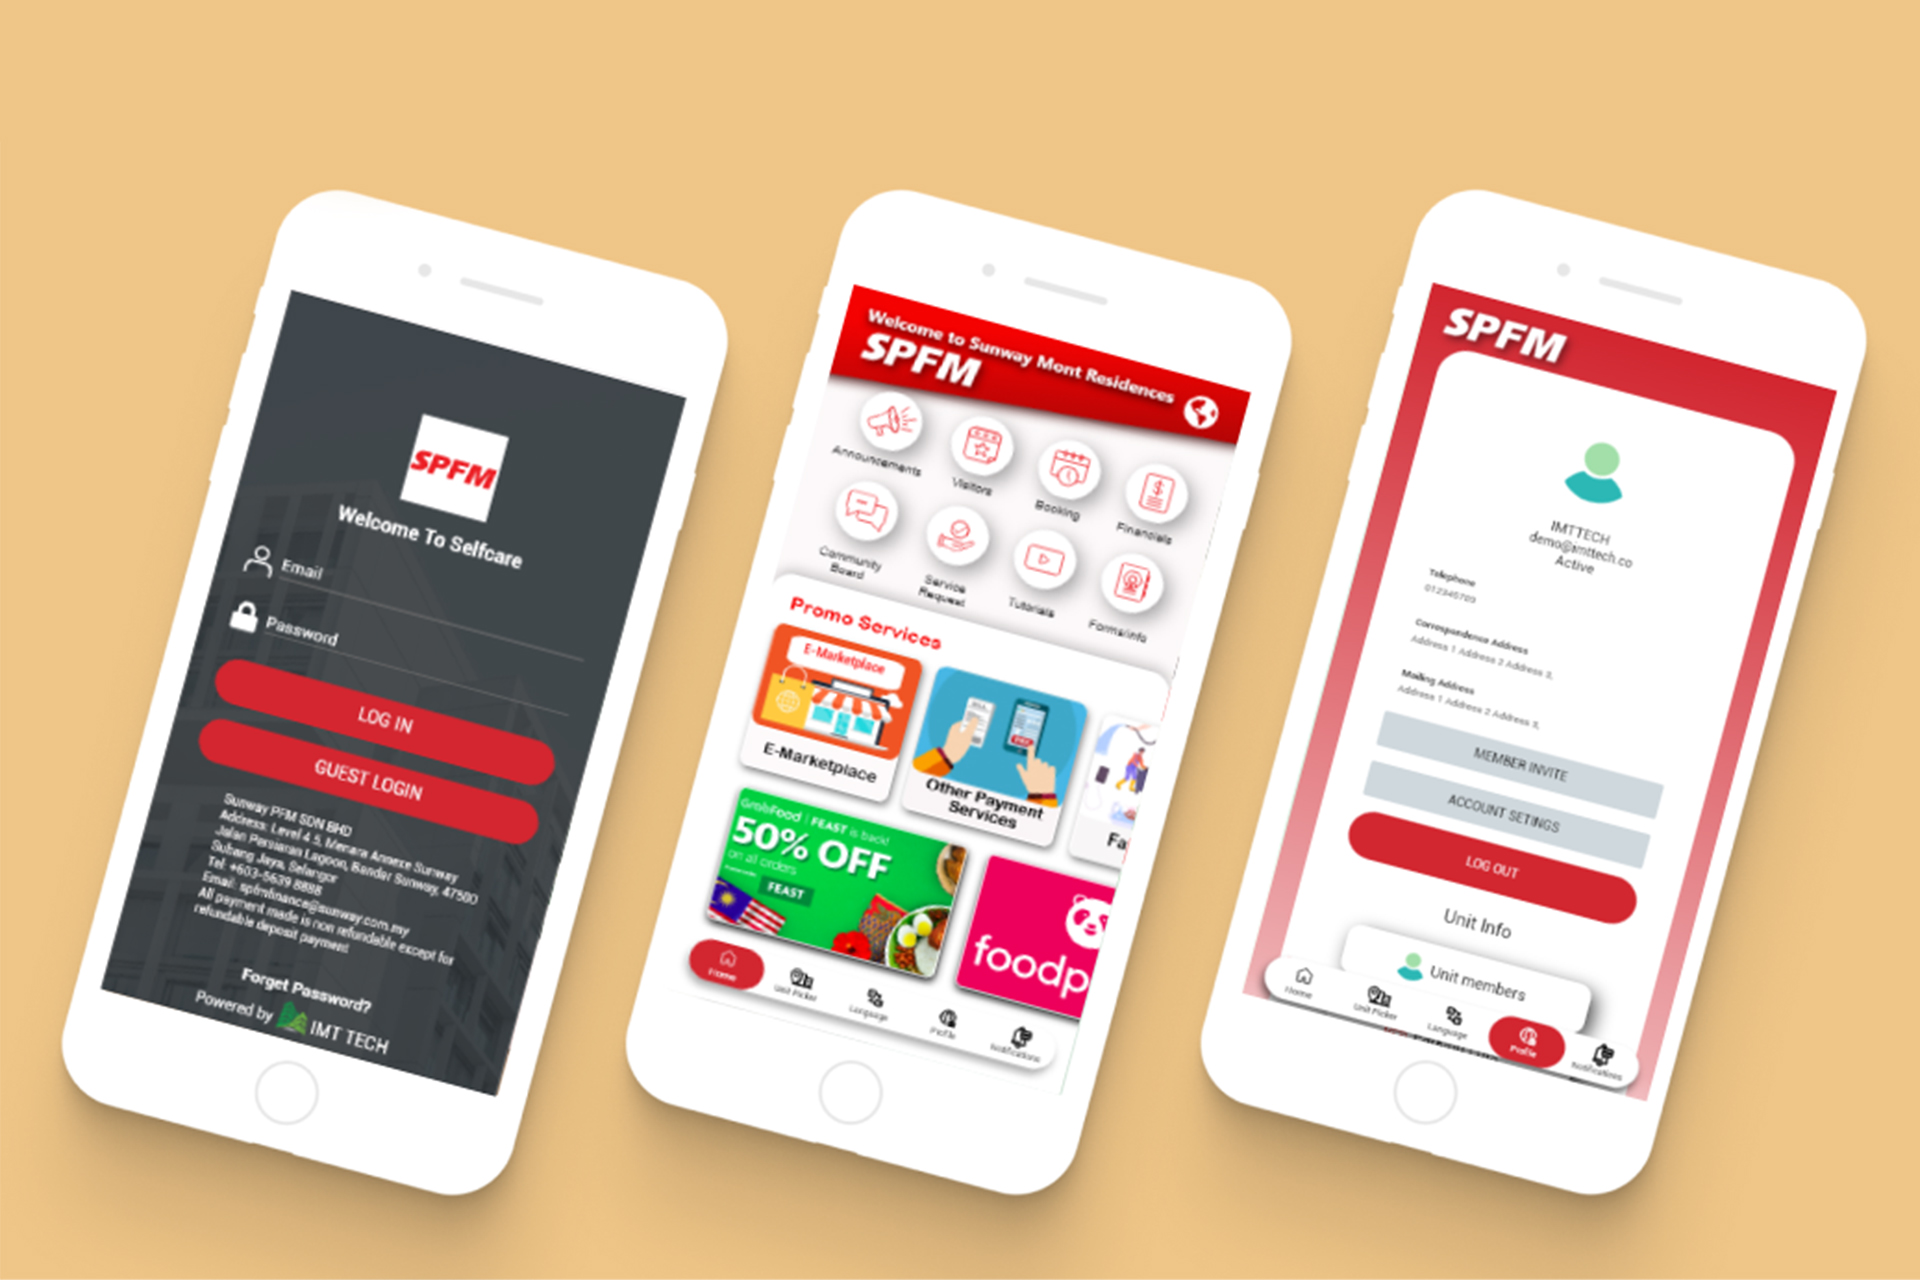 SPFM
Welcome To Selfcare
Email
Password
LOG IN
GUEST LOGIN
Sunway PFM SDN BHD
Address: Level 4 5, Menara Annexe Sunway
Jalan Persiaran Lagoon, Bandar Sunway, 47500
Subang Jaya, Selangor
Tel: +603-5639 8888
Email: spfmfinance@sunway.com.my
All payment made is non refundable except for
refundable deposit payment
Forget Password?
Powered by IMT TECH
Welcome to Sunway Mont Residences
SPFM
Announcements
Visitors
Booking
Financials
Community
Board
Service
Request
Tutorials
Forms/Info
Promo Services
E-Marketplace
E-Marketplace
Other Payment
Services
Fa
GrabFood | FEAST is back!
50% OFF
on all orders
FEAST
foodp
Home
Unit Picker
Language
Profile
Notifications
SPFM
IMTTECH
demo@imttech.co
Active
Telephone
012345789
Correspondence Address
Address 1 Address 2 Address 3,
Mailing Address
Address 1 Address 2 Address 3,
MEMBER INVITE
ACCOUNT SETINGS
LOG OUT
Unit Info
Unit members
Home
Unit Picker
Language
Profile
Notifications